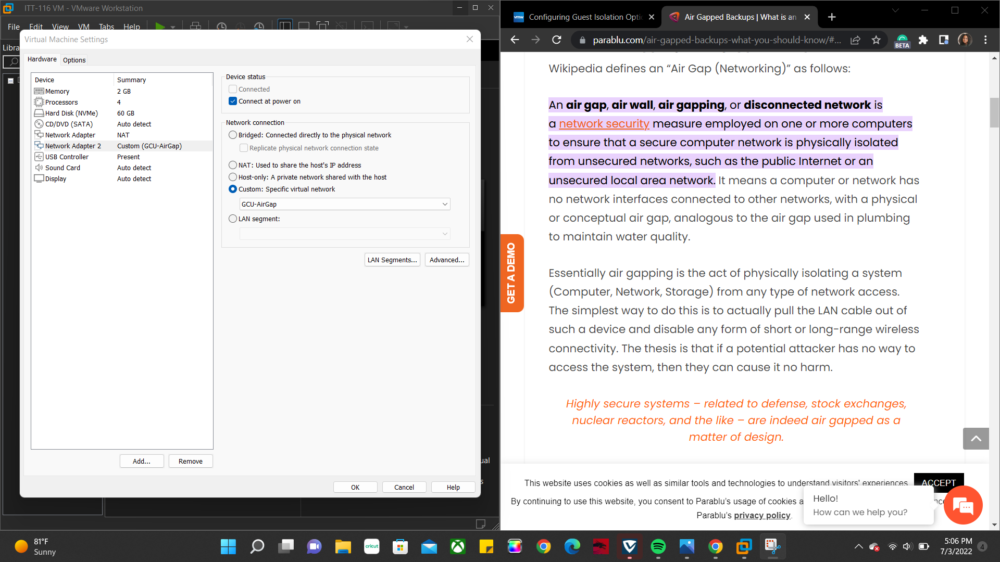 ITT-116 VM - VMware Workstation
File Edit View VM Tabs Help
Libra
Virtual Machine Settings
Hardware Options
Device Summary
Memory 2 GB
Processors 4
Hard Disk (NVMe) 60 GB
CD/DVD (SATA) Auto detect
Network Adapter NAT
Network Adapter 2 Custom (GCU-AirGap)
USB Controller Present
Sound Card Auto detect
Display Auto detect
Add... Remove
Device status
Connected
Connect at power on
Network connection
Bridged: Connected directly to the physical network
Replicate physical network connection state
NAT: Used to share the host's IP address
Host-only: A private network shared with the host
Custom: Specific virtual network
GCU-AirGap
LAN segment:
LAN Segments... Advanced...
OK Cancel Help
ual
s
Configuring Guest Isolation Optio
Air Gapped Backups | What is an
parablu.com/air-gapped-backups-what-you-should-know/#...
BETA
vmw
Wikipedia defines an “Air Gap (Networking)” as follows:
An air gap, air wall, air gapping, or disconnected network is
a network security measure employed on one or more computers
to ensure that a secure computer network is physically isolated
from unsecured networks, such as the public Internet or an
unsecured local area network. It means a computer or network has
no network interfaces connected to other networks, with a physical
or conceptual air gap, analogous to the air gap used in plumbing
to maintain water quality.
GET A DEMO
Essentially air gapping is the act of physically isolating a system
(Computer, Network, Storage) from any type of network access.
The simplest way to do this is to actually pull the LAN cable out of
such a device and disable any form of short or long-range wireless
connectivity. The thesis is that if a potential attacker has no way to
access the system, then they can cause it no harm.
Highly secure systems – related to defense, stock exchanges,
nuclear reactors, and the like – are indeed air gapped as a
matter of design.
This website uses cookies as well as similar tools and technologies to understand visitors' experiences.
ACCEPT
By continuing to use this website, you consent to Parablu’s usage of cookies a
nce
Parablu’s privacy policy.
Hello!
How can we help you?
81°F
Sunny
cricut
5:06 PM
7/3/2022
4